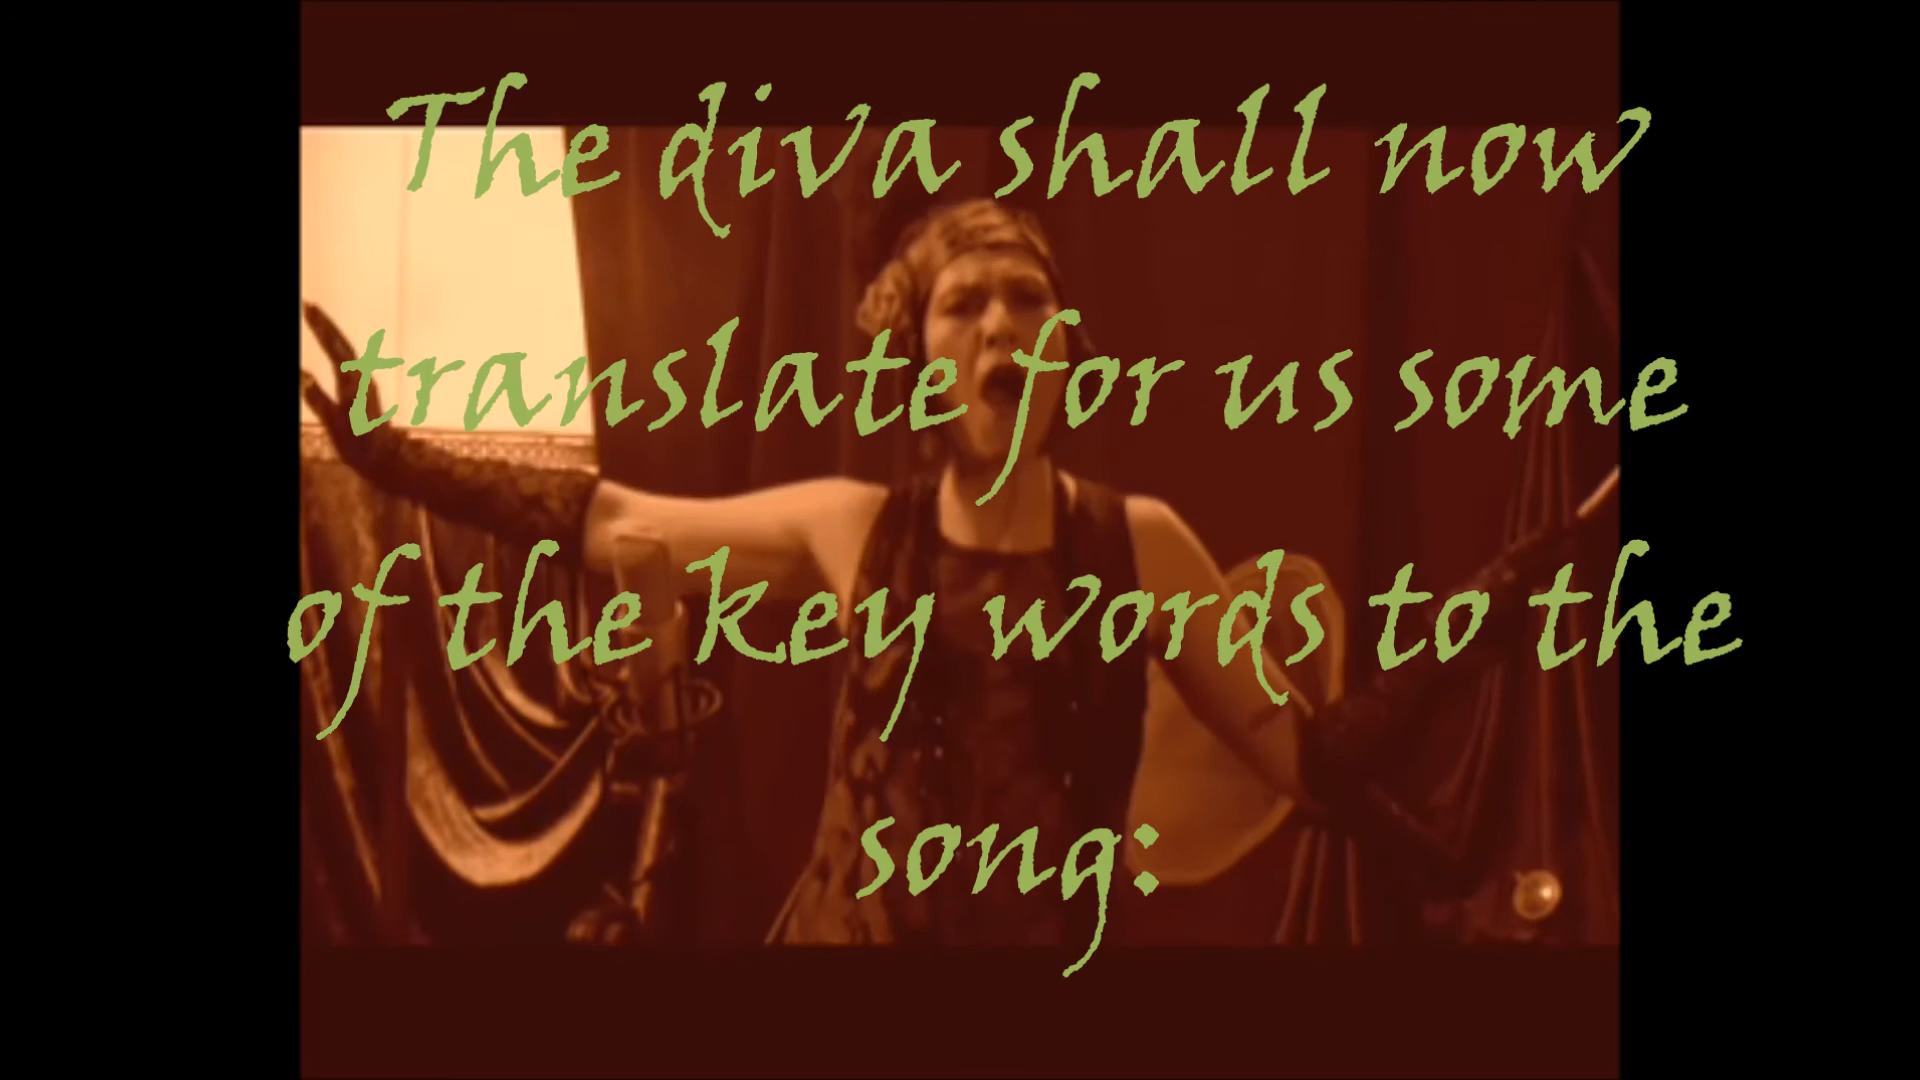 The diva shall now
translate for us some
of the key words to the
song: